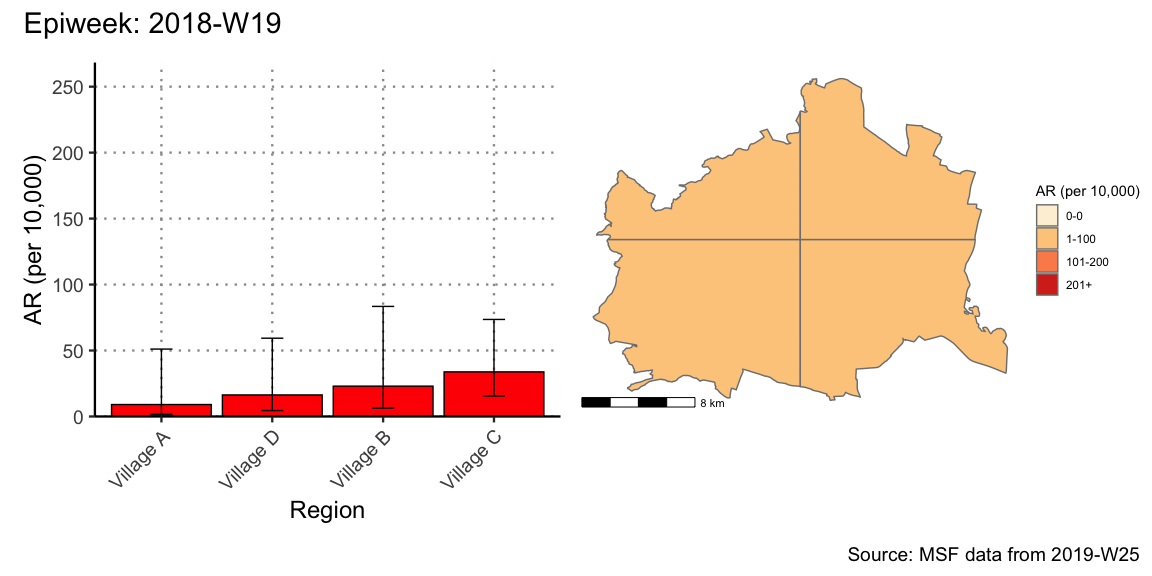 Epiweek: 2018-W19
AR (per 10,000)
250
200
150
100
50
0
Village A
Village D
Village B
Village C
Region
8 km
AR (per 10,000)
0-0
1-100
101-200
201+
Source: MSF data from 2019-W25